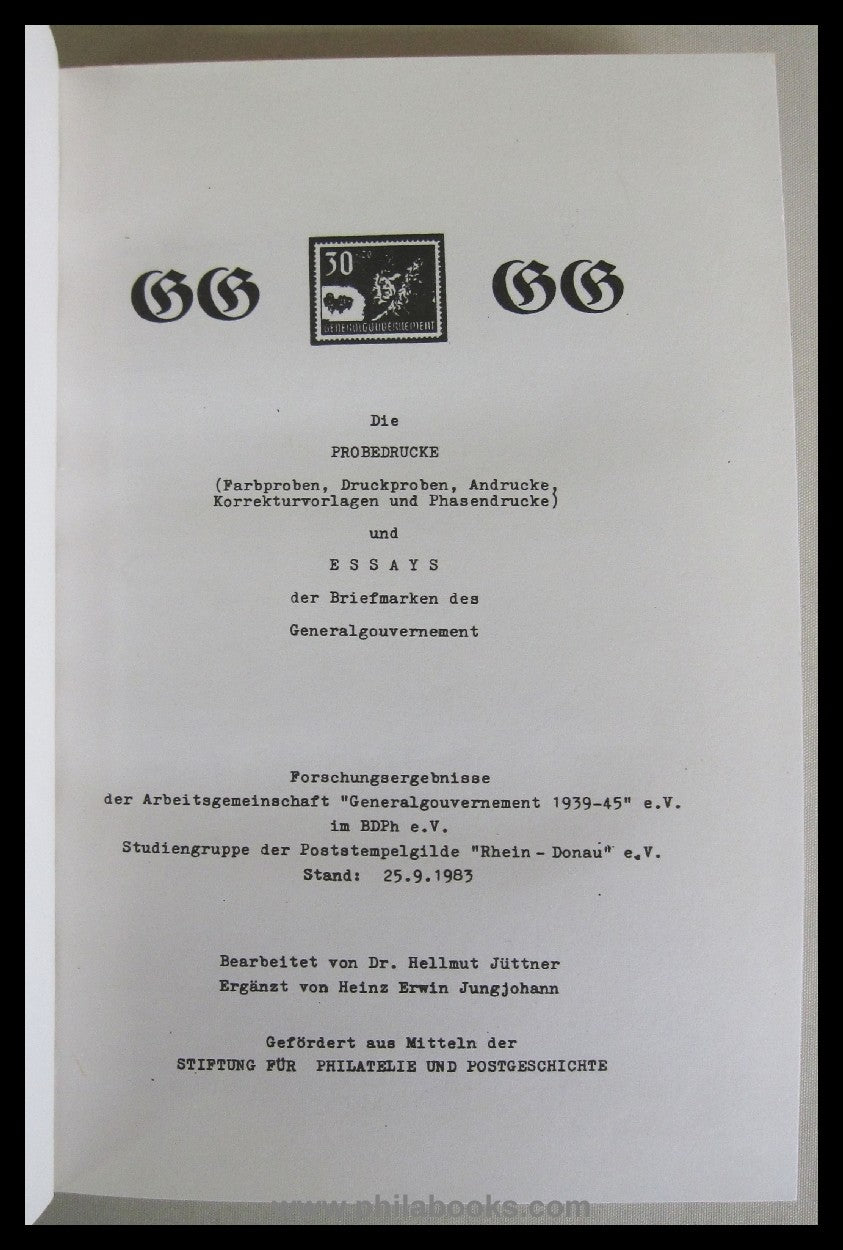 GG GG
30
GENERALGOUVERNEMENT
Die
PROBEDRUCKE
(Farbproben, Druckproben, Andrucke,
Korrekturvorlagen und Phasendrucke)
und
E S S A Y S
der Briefmarken des
Generalgouvernement
Forschungsergebnisse
der Arbeitsgemeinschaft "Generalgouvernement 1939-45" e.V.
im BDPh e.V.
Studiengruppe der Poststempelgilde "Rhein - Donau" e.V.
Stand: 25.9.1983
Bearbeitet von Dr. Hellmut Jüttner
Ergänzt von Heinz Erwin Jungjohann
Gefördert aus Mitteln der
STIFTUNG FÜR PHILATELIE UND POSTGESCHICHTE
www.philabooks.com